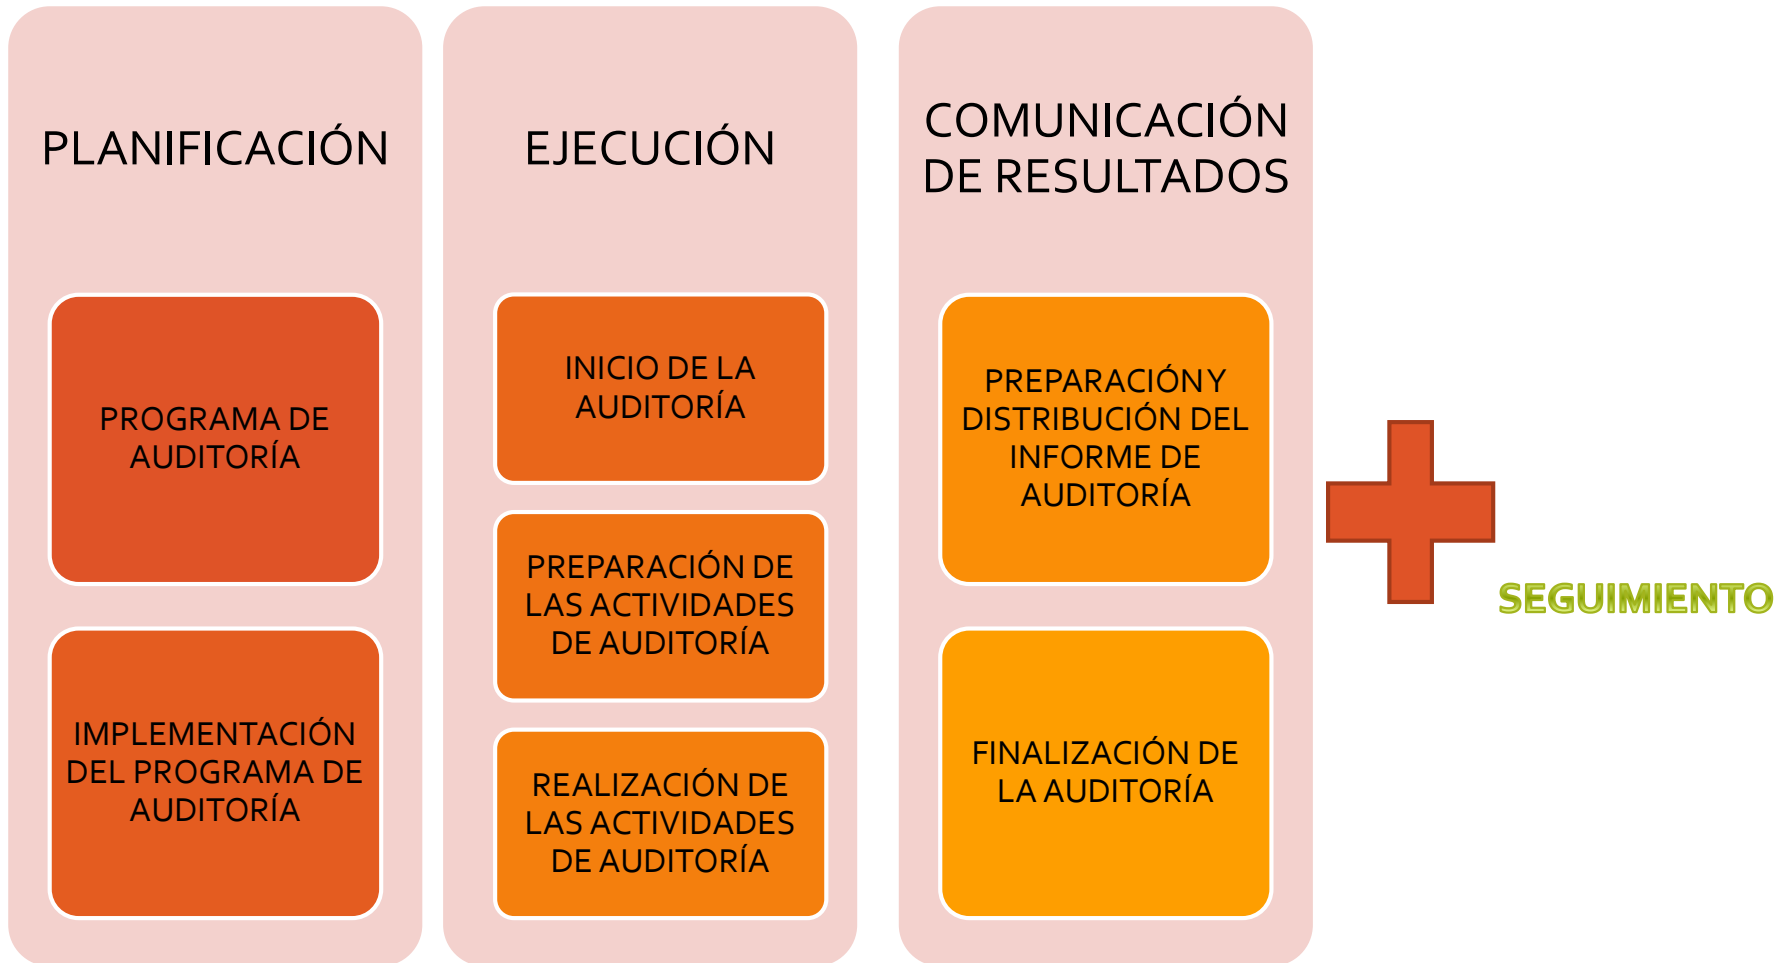 PLANIFICACIÓN
PROGRAMA DE
AUDITORÍA
IMPLEMENTACIÓN
DEL PROGRAMA DE
AUDITORÍA
EJECUCIÓN
INICIO DE LA
AUDITORÍA
PREPARACIÓN DE
LAS ACTIVIDADES
DE AUDITORÍA
REALIZACIÓN DE
LAS ACTIVIDADES
DE AUDITORÍA
COMUNICACIÓN
DE RESULTADOS
PREPARACIÓN Y
DISTRIBUCIÓN DEL
INFORME DE
AUDITORÍA
FINALIZACIÓN DE
LA AUDITORÍA
SEGUIMIENTO